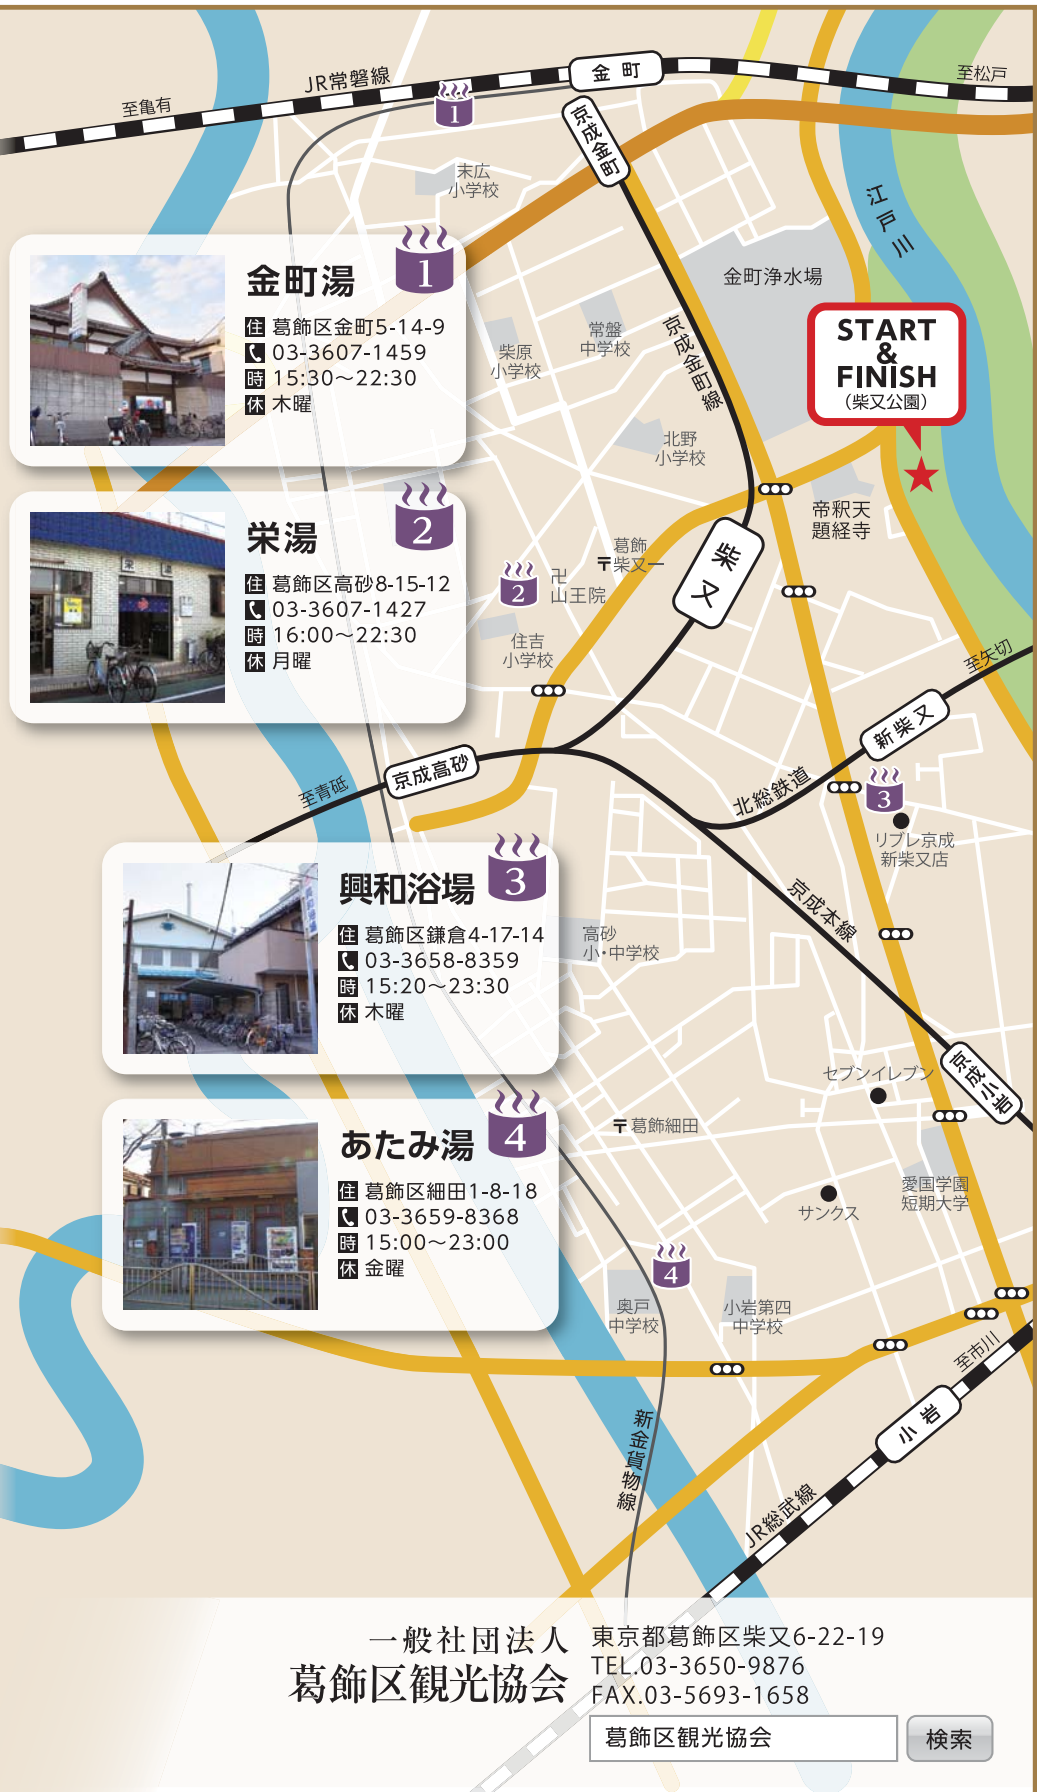 JR常磐線
金町
至松戸
至亀有
1
京成金町
末広
小学校
江戸川
金町湯
1
住 葛飾区金町5-14-9
03-3607-1459
時 15:30〜22:30
休 木曜
金町浄水場
常盤
中学校
柴原
小学校
京成金町線
START
&
FINISH
(柴又公園)
北野
小学校
帝釈天
題経寺
栄湯
2
住 葛飾区高砂8-15-12
03-3607-1427
時 16:00〜22:30
休 月曜
葛飾
〒柴又一
柴又
2
卍
山王院
住吉
小学校
至矢切
新柴又
京成高砂
至青砥
北総鉄道
3
リブレ京成
新柴又店
興和浴場
3
住 葛飾区鎌倉4-17-14
03-3658-8359
時 15:20〜23:30
休 木曜
京成本線
高砂
小・中学校
セブンイレブン
京成小岩
あたみ湯
4
住 葛飾区細田1-8-18
03-3659-8368
時 15:00〜23:00
休 金曜
〒葛飾細田
愛国学園
短期大学
サンクス
4
奥戸
中学校
小岩第四
中学校
至市川
小岩
新金貨物線
JR総武線
一般社団法人
葛飾区観光協会
東京都葛飾区柴又6-22-19
TEL.03-3650-9876
FAX.03-5693-1658
葛飾区観光協会
検索